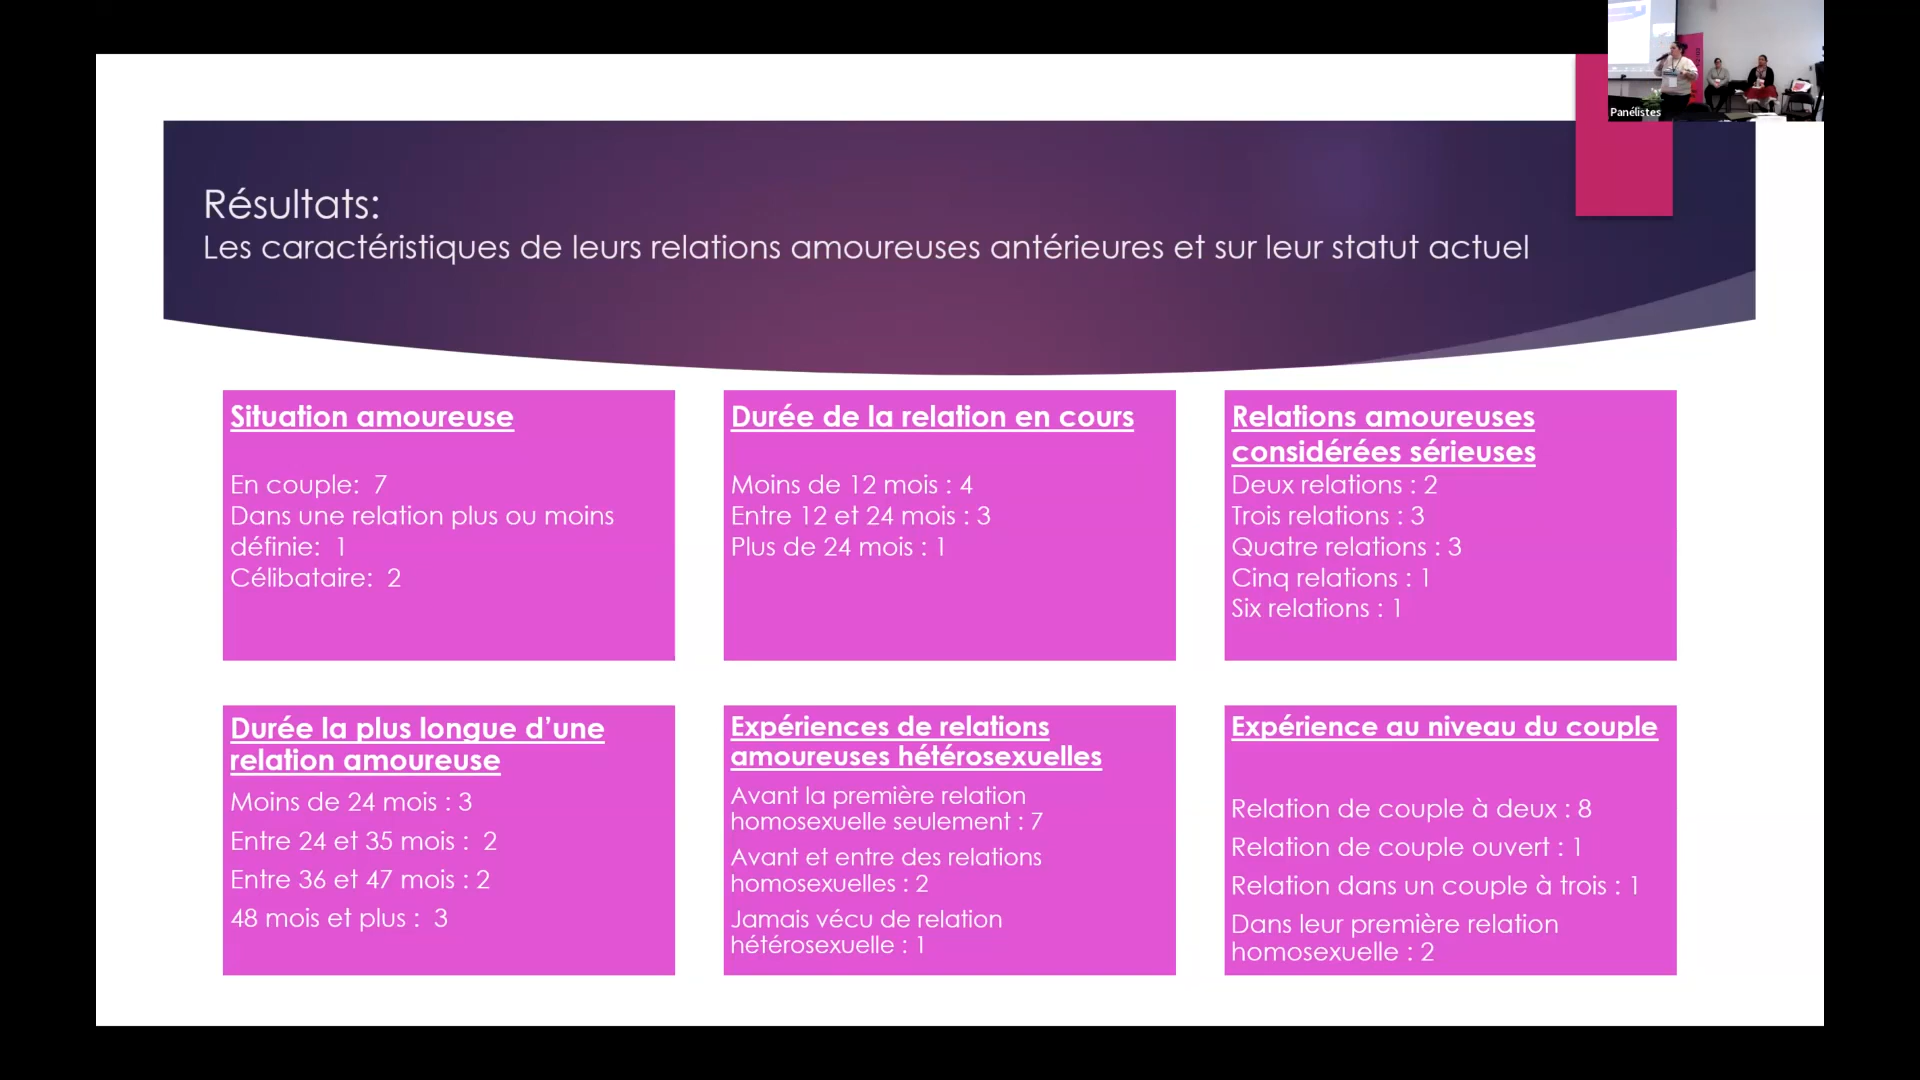 Panélistes
Résultats:
Les caractéristiques de leurs relations amoureuses antérieures et sur leur statut actuel
Situation amoureuse
En couple:  7
Dans une relation plus ou moins
définie:  1
Célibataire:  2
Durée de la relation en cours
Moins de 12 mois : 4
Entre 12 et 24 mois : 3
Plus de 24 mois : 1
Relations amoureuses
considérées sérieuses
Deux relations : 2
Trois relations : 3
Quatre relations : 3
Cinq relations : 1
Six relations : 1
Durée la plus longue d’une
relation amoureuse
Moins de 24 mois : 3
Entre 24 et 35 mois :  2
Entre 36 et 47 mois : 2
48 mois et plus :  3
Expériences de relations
amoureuses hétérosexuelles
Avant la première relation
homosexuelle seulement : 7
Avant et entre des relations
homosexuelles : 2
Jamais vécu de relation
hétérosexuelle : 1
Expérience au niveau du couple
Relation de couple à deux : 8
Relation de couple ouvert : 1
Relation dans un couple à trois : 1
Dans leur première relation
homosexuelle : 2